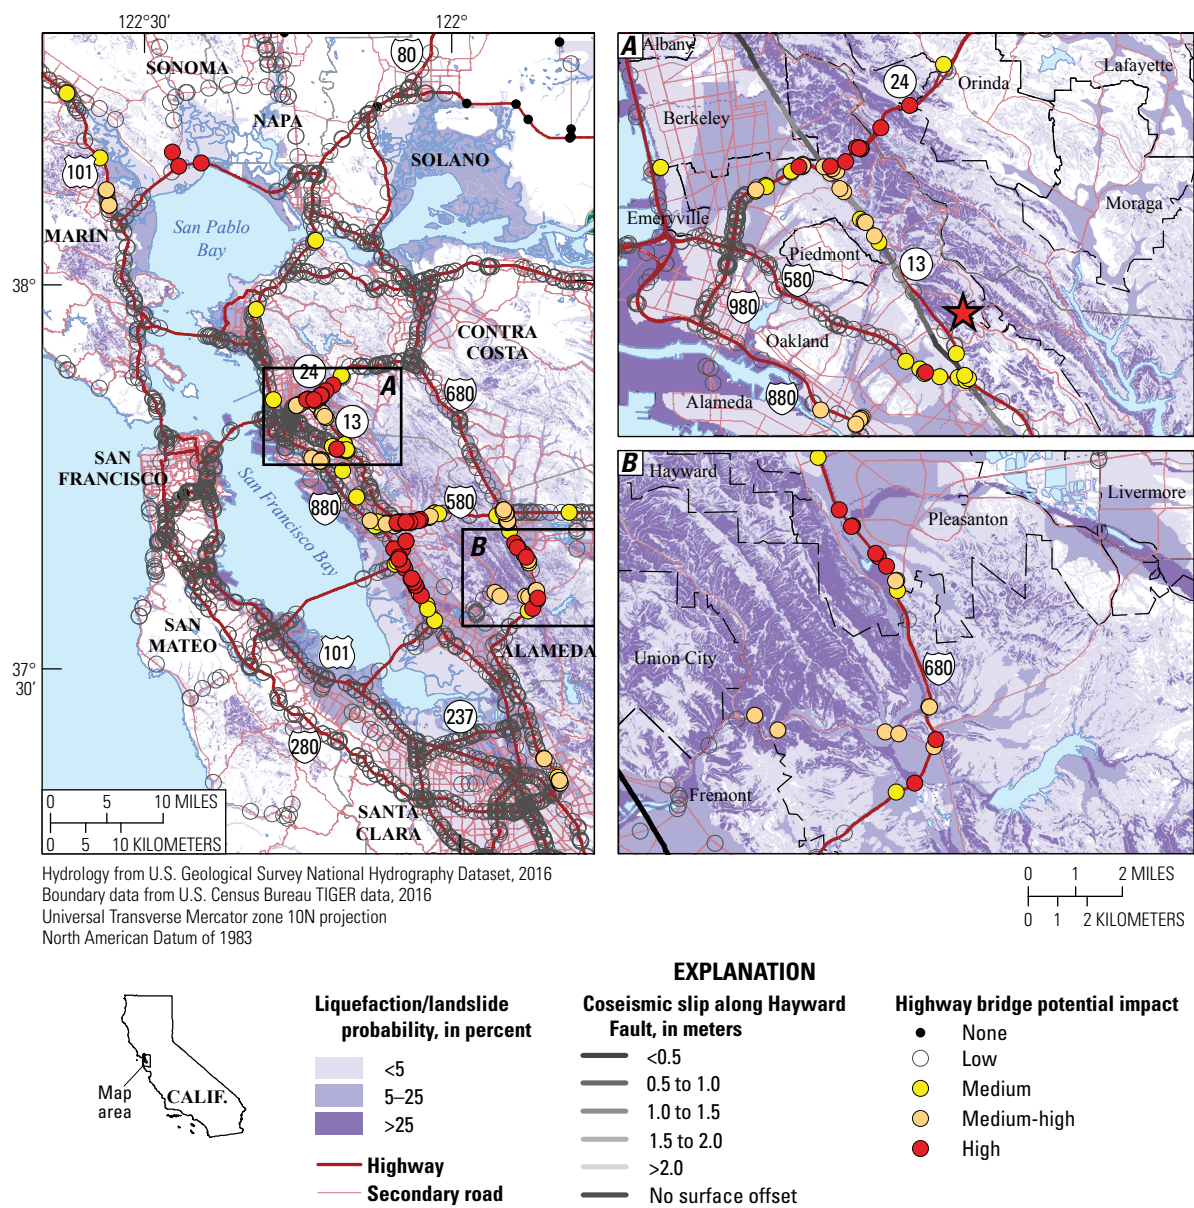 122°30'
122°
38°
37°
30'
SONOMA
NAPA
SOLANO
MARIN
San Pablo
Bay
CONTRA
COSTA
SAN
FRANCISCO
San Francisco Bay
SAN
MATEO
ALAMEDA
SANTA
CLARA
80
101
24
A
13
680
880
580
B
101
237
280
0 5 10 MILES
0 5 10 KILOMETERS
A
Albany
24
Orinda
Lafayette
Berkeley
Moraga
Emeryville
Piedmont
13
580
980
Oakland
880
Alameda
B
Hayward
Livermore
Pleasanton
Union City
680
Fremont
0 1 2 MILES
0 1 2 KILOMETERS
Hydrology from U.S. Geological Survey National Hydrography Dataset, 2016
Boundary data from U.S. Census Bureau TIGER data, 2016
Universal Transverse Mercator zone 10N projection
North American Datum of 1983
EXPLANATION
Map
area
CALIF.
Liquefaction/landslide
probability, in percent
<5
5–25
>25
Highway
Secondary road
Coseismic slip along Hayward
Fault, in meters
<0.5
0.5 to 1.0
1.0 to 1.5
1.5 to 2.0
>2.0
No surface offset
Highway bridge potential impact
None
Low
Medium
Medium-high
High